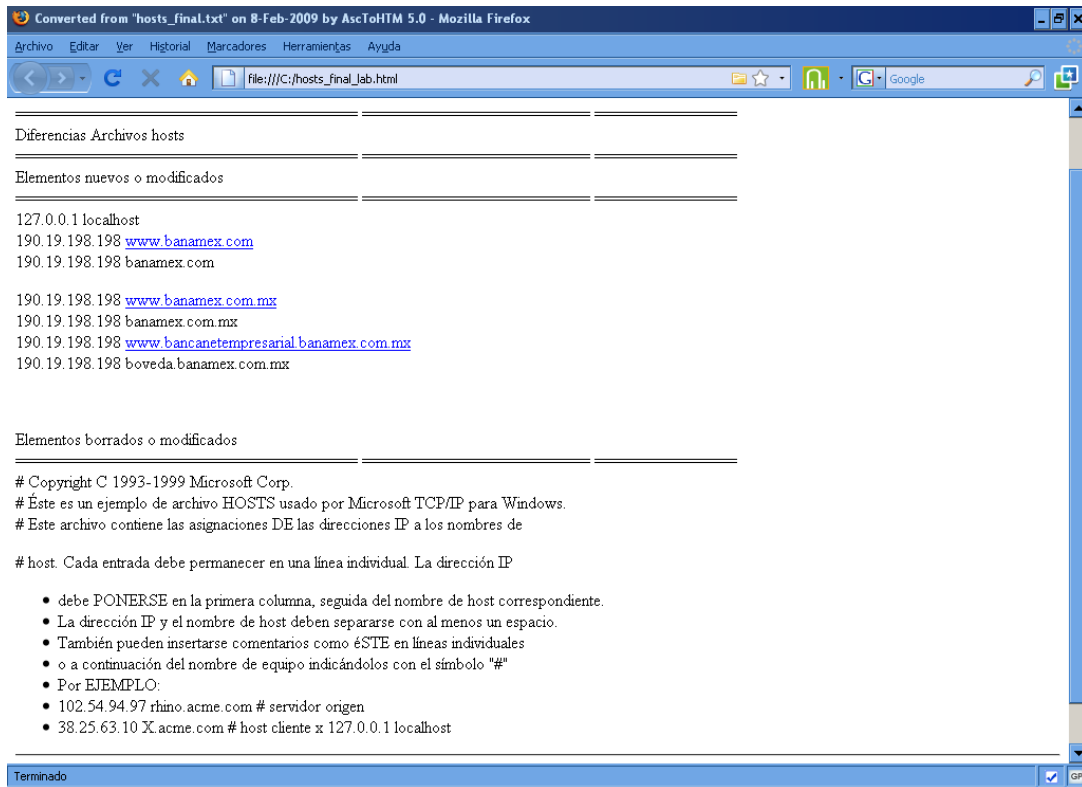 Converted from "hosts_final.txt" on 8-Feb-2009 by AscToHTM 5.0 - Mozilla Firefox
Archivo Editar Ver Historial Marcadores Herramientas Ayuda
file:///C:/hosts_final_lab.html
G Google
Diferencias Archivos hosts
Elementos nuevos o modificados
127.0.0.1 localhost
190.19.198.198 www.banamex.com
190.19.198.198 banamex.com
190.19.198.198 www.banamex.com.mx
190.19.198.198 banamex.com.mx
190.19.198.198 www.bancanetempresarial.banamex.com.mx
190.19.198.198 boveda.banamex.com.mx
Elementos borrados o modificados
# Copyright C 1993-1999 Microsoft Corp.
# Éste es un ejemplo de archivo HOSTS usado por Microsoft TCP/IP para Windows.
# Este archivo contiene las asignaciones DE las direcciones IP a los nombres de
# host. Cada entrada debe permanecer en una línea individual. La dirección IP
• debe PONERSE en la primera columna, seguida del nombre de host correspondiente.
• La dirección IP y el nombre de host deben separarse con al menos un espacio.
• También pueden insertarse comentarios como éSTE en líneas individuales
• o a continuación del nombre de equipo indicándolos con el símbolo "#"
• Por EJEMPLO:
• 102.54.94.97 rhino.acme.com # servidor origen
• 38.25.63.10 X.acme.com # host cliente x 127.0.0.1 localhost
Terminado
GP